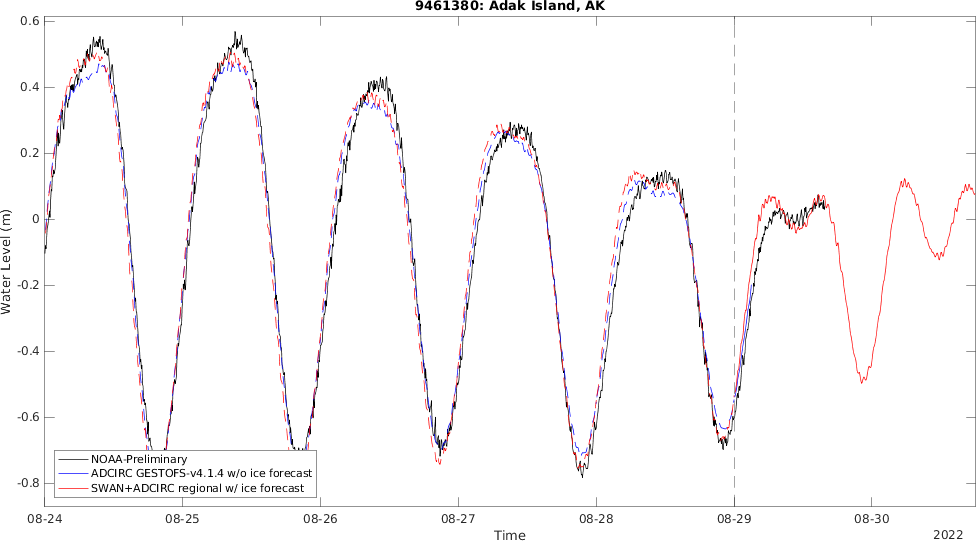 9461380: Adak Island, AK
0.6
0.4
0.2
0
-0.2
-0.4
-0.6
-0.8
Water Level (m)
NOAA-Preliminary
ADCIRC GESTOFS-v4.1.4 w/o ice forecast
SWAN+ADCIRC regional w/ ice forecast
08-24 08-25 08-26 08-27 08-28 08-29 08-30
Time
2022